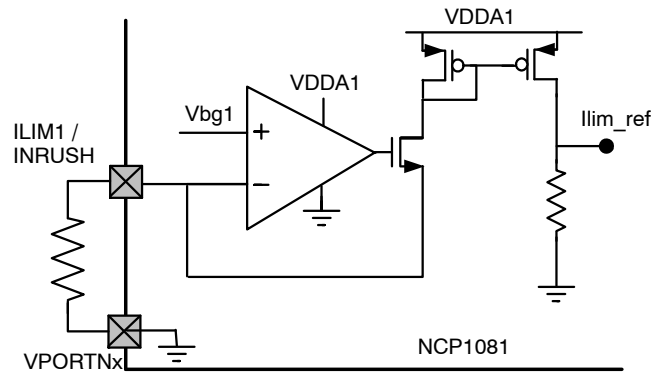 VDDA1
VDDA1
Vbg1
+
ILIM1 /
INRUSH
Ilim_ref
–
NCP1081
VPORTNx